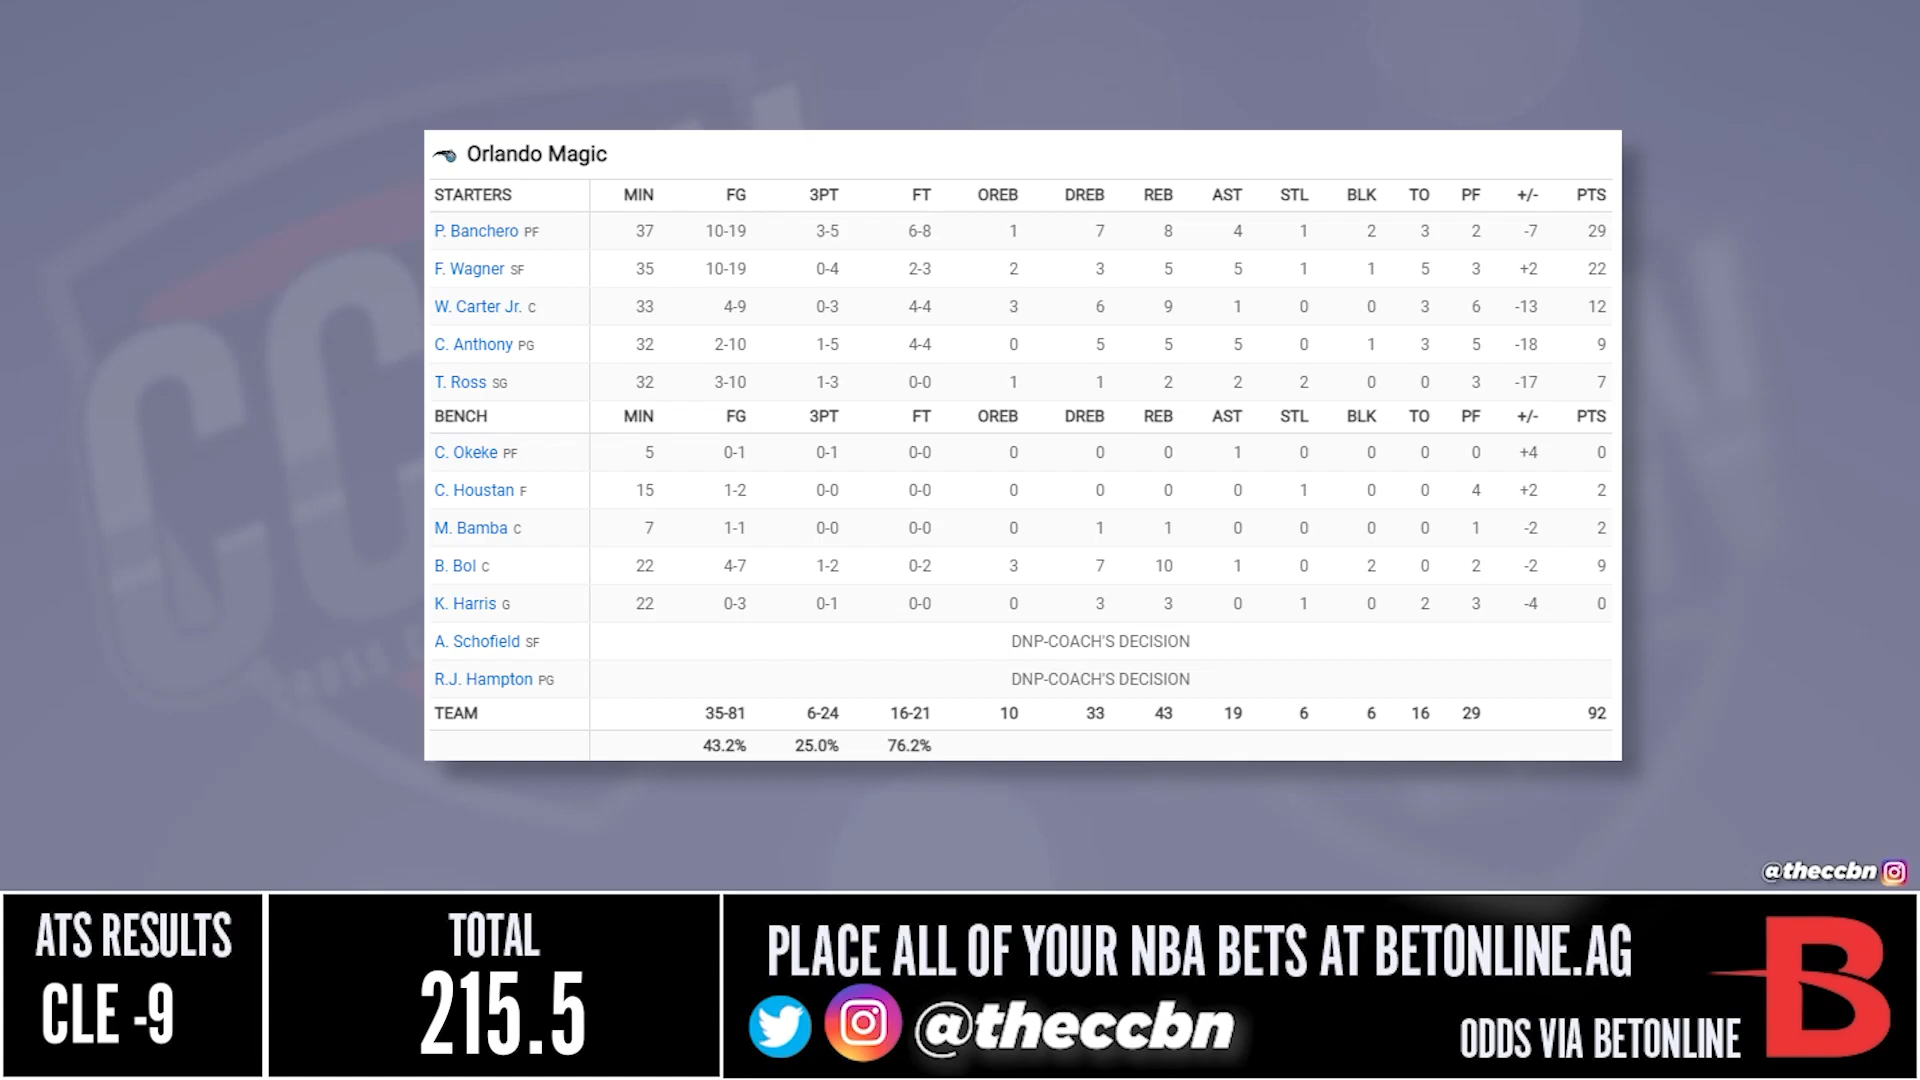 Orlando Magic
STARTERS MIN FG 3PT FT OREB DREB REB AST STL BLK TO PF +/- PTS
P. Banchero PF 37 10-19 3-5 6-8 1 7 8 4 1 2 3 2 -7 29
F. Wagner SF 35 10-19 0-4 2-3 2 3 5 5 1 1 5 3 +2 22
W. Carter Jr. C 33 4-9 0-3 4-4 3 6 9 1 0 0 3 6 -13 12
C. Anthony PG 32 2-10 1-5 4-4 0 5 5 5 0 1 3 5 -18 9
T. Ross SG 32 3-10 1-3 0-0 1 1 2 2 2 0 0 3 -17 7
BENCH MIN FG 3PT FT OREB DREB REB AST STL BLK TO PF +/- PTS
C. Okeke PF 5 0-1 0-1 0-0 0 0 0 1 0 0 0 0 +4 0
C. Houstan F 15 1-2 0-0 0-0 0 0 0 0 1 0 0 4 +2 2
M. Bamba C 7 1-1 0-0 0-0 0 1 1 0 0 0 0 1 -2 2
B. Bol C 22 4-7 1-2 0-2 3 7 10 1 0 2 0 2 -2 9
K. Harris G 22 0-3 0-1 0-0 0 3 3 0 1 0 2 3 -4 0
A. Schofield SF DNP-COACH'S DECISION
R.J. Hampton PG DNP-COACH'S DECISION
TEAM 35-81 6-24 16-21 10 33 43 19 6 6 16 29 92
43.2% 25.0% 76.2%
@theccbn
ATS RESULTS
CLE -9
TOTAL
215.5
PLACE ALL OF YOUR NBA BETS AT BETONLINE.AG
@theccbn
ODDS VIA BETONLINE
B